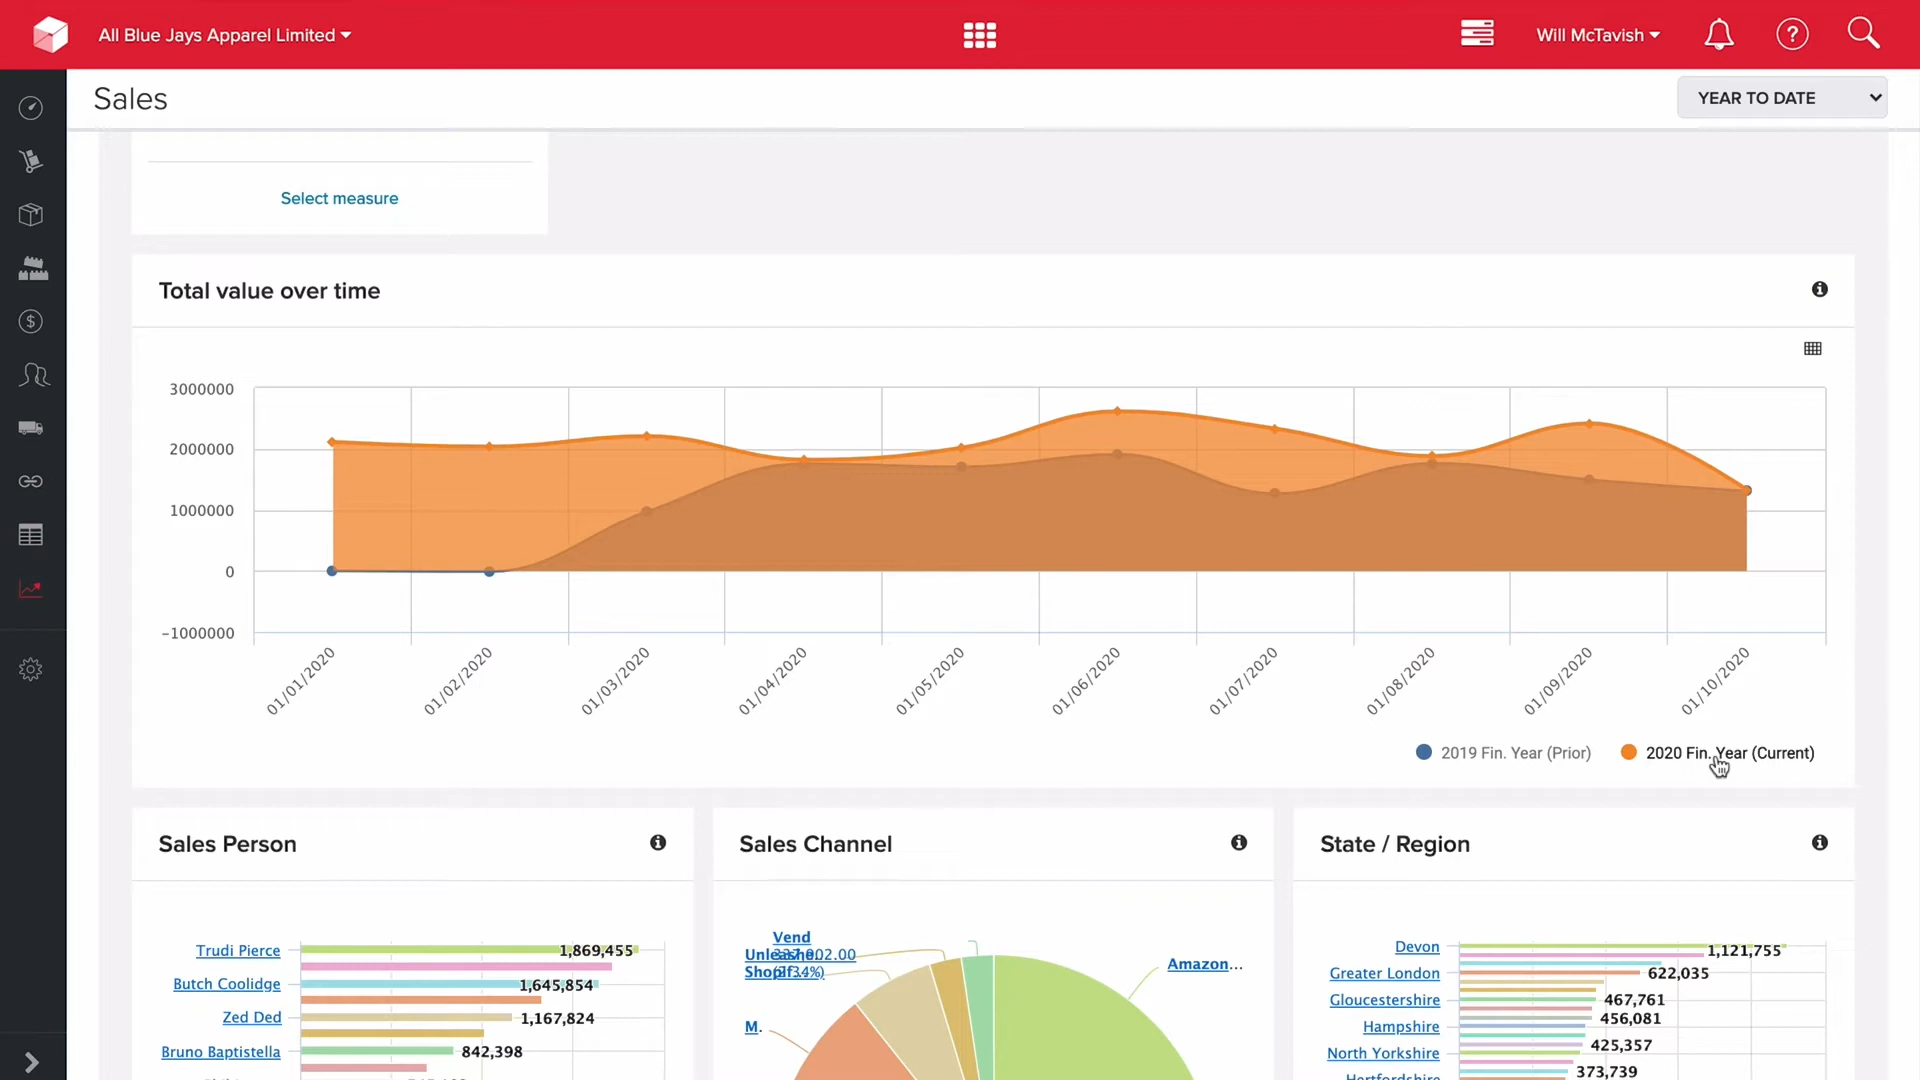 All Blue Jays Apparel Limited
Will McTavish
?
Sales
YEAR TO DATE
Select measure
Total value over time
3000000
2000000
1000000
0
−1000000
01/01/2020
01/02/2020
01/03/2020
01/04/2020
01/05/2020
01/06/2020
01/07/2020
01/08/2020
01/09/2020
01/10/2020
2019 Fin. Year (Prior)
2020 Fin. Year (Current)
Sales Person
Trudi Pierce
1,869,455
Butch Coolidge
1,645,854
Zed Ded
1,167,824
Bruno Baptistella
842,398
Sales Channel
Vend
Amazon...
M.
State / Region
Devon
1,121,755
Greater London
622,035
Gloucestershire
467,761
456,081
Hampshire
425,357
North Yorkshire
373,739
Hertfordshire